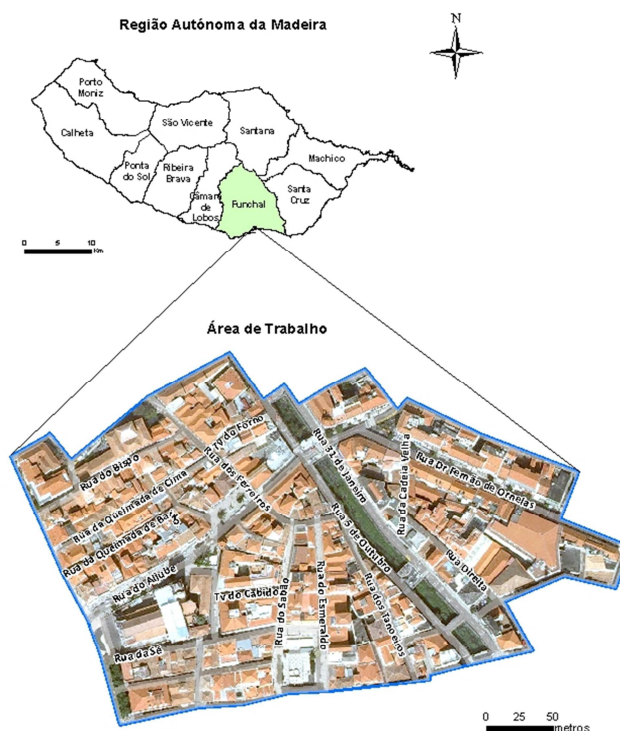 Região Autónoma da Madeira
N
Porto
Moniz
São Vicente
Santana
Calheta
Machico
Ponta
do Sol
Ribeira
Brava
Câmara
de
Lobos
Funchal
Santa
Cruz
0 5 10
Km
Área de Trabalho
Tv do Forno
Rua 31 de Janeiro
Rua do Bispo
Rua dos Ferreiros
Rua da Cadeia Velha
Rua Dr Fernão de Ornelas
Rua da Queimada de Cima
Rua da Queimada de Baixo
Rua 5 de Outubro
Rua do Aljube
Rua Direita
Tv do Cabido
Rua do Sabão
Rua do Esmeraldo
Rua dos Tanoeiros
Rua da Sé
0 25 50
metros